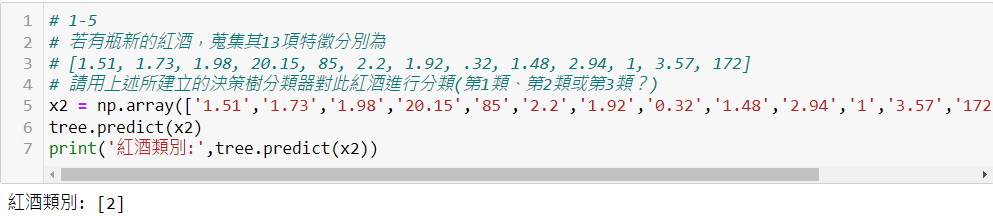 1 # 1-5
2 # 若有瓶新的紅酒，蒐集其13項特徵分別為
3 # [1.51, 1.73, 1.98, 20.15, 85, 2.2, 1.92, .32, 1.48, 2.94, 1, 3.57, 172]
4 # 請用上述所建立的決策樹分類器對此紅酒進行分類(第1類、第2類或第3類？)
5 x2 = np.array(['1.51','1.73','1.98','20.15','85','2.2','1.92','0.32','1.48','2.94','1','3.57','172
6 tree.predict(x2)
7 print('紅酒類別:',tree.predict(x2))
紅酒類別: [2]